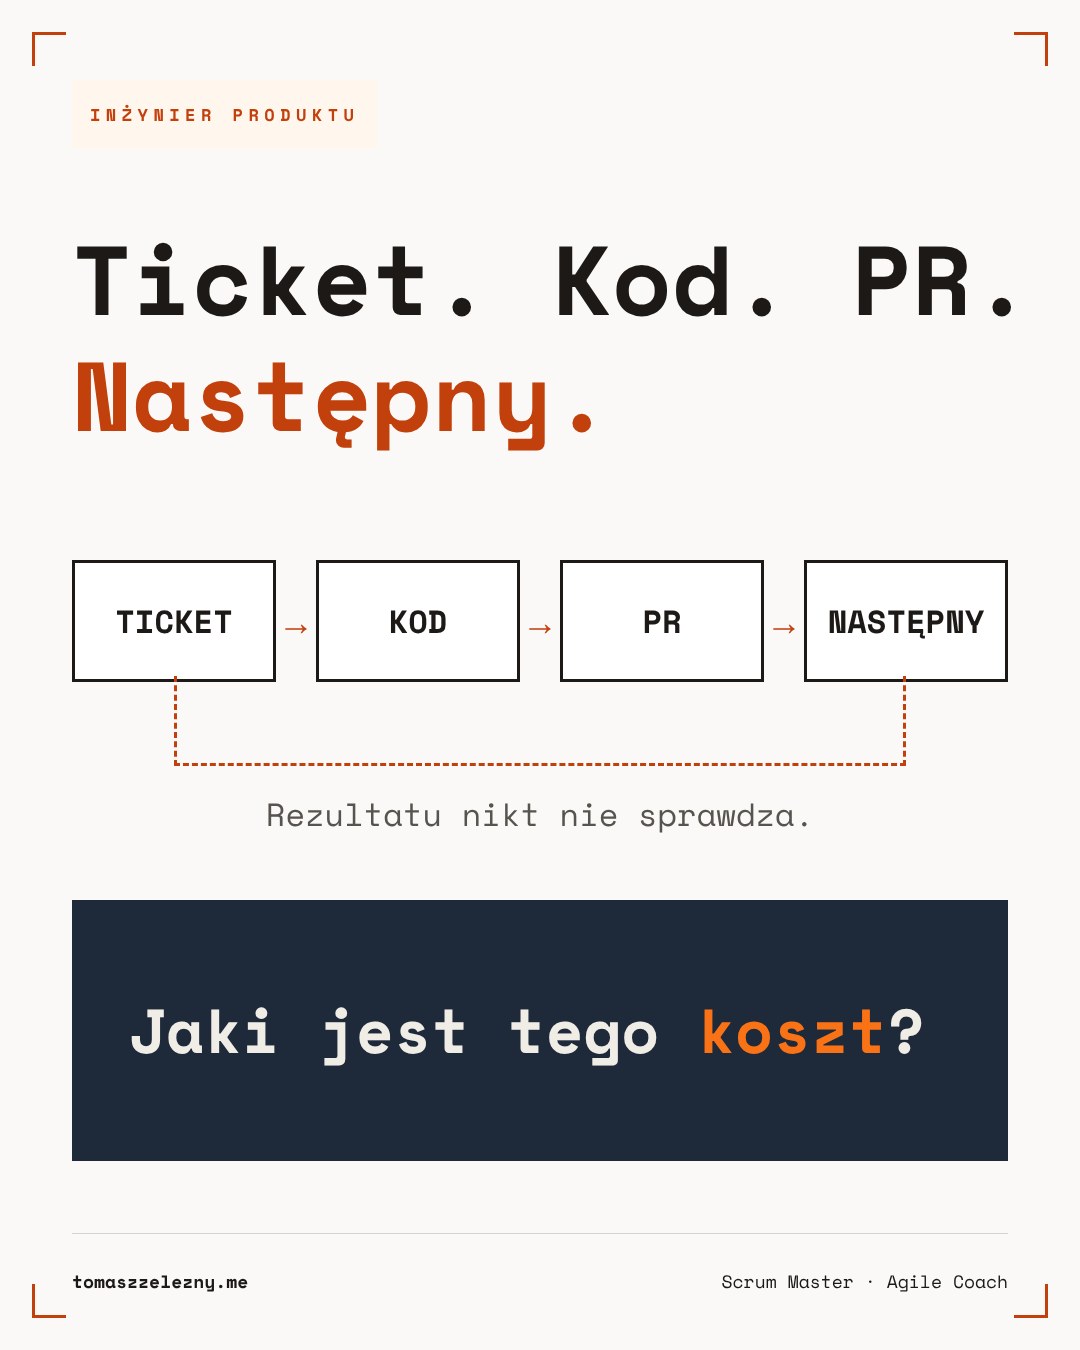 INŻYNIER PRODUKTU
Ticket. Kod. PR.
Następny.
TICKET → KOD → PR → NASTĘPNY
Rezultatu nikt nie sprawdza.
Jaki jest tego koszt?
tomaszzelezny.me
Scrum Master · Agile Coach